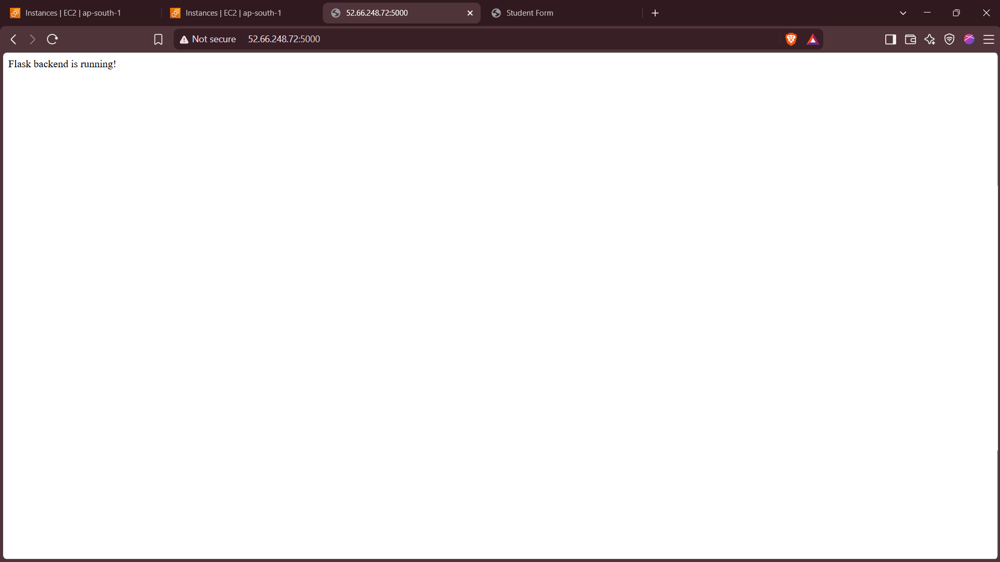 Instances | EC2 | ap-south-1
Instances | EC2 | ap-south-1
52.66.248.72:5000
Student Form
Not secure
52.66.248.72:5000
Flask backend is running!